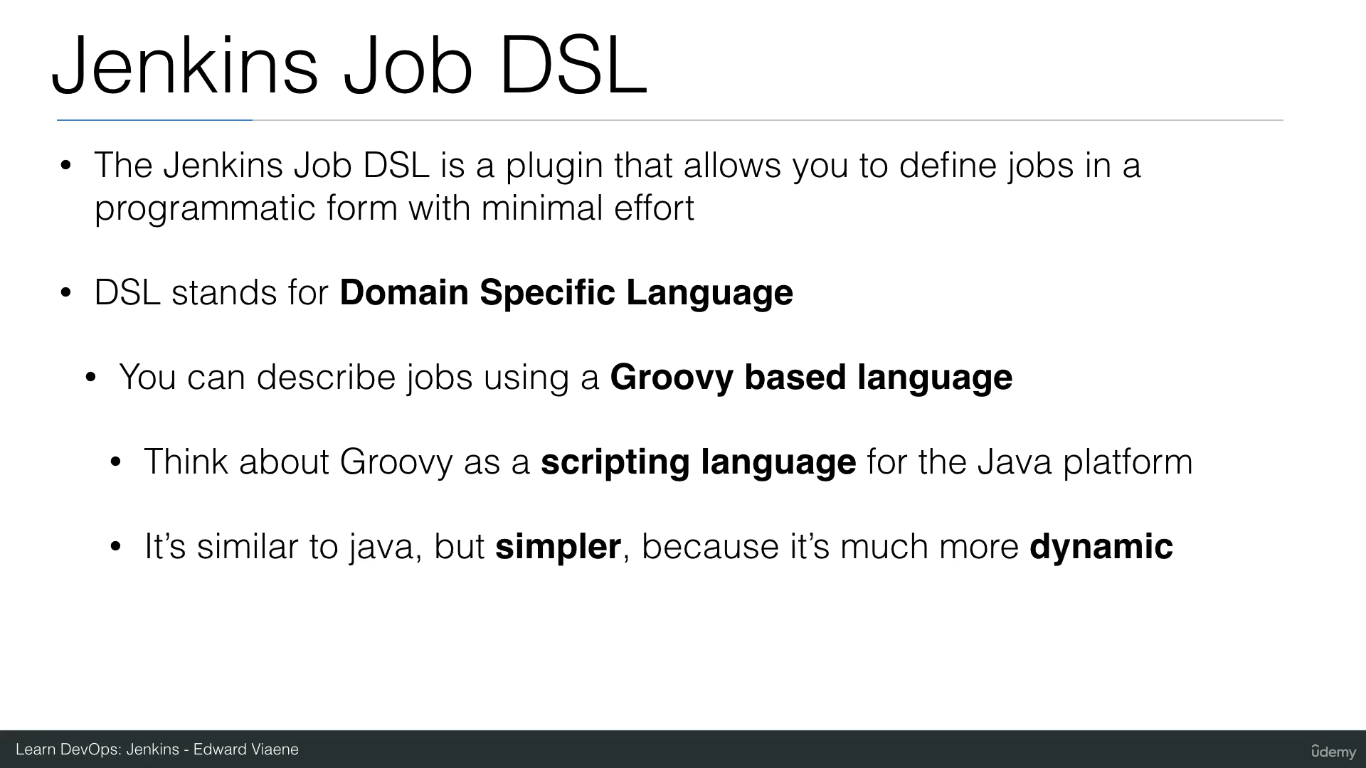 Jenkins Job DSL
• The Jenkins Job DSL is a plugin that allows you to define jobs in a
programmatic form with minimal effort
• DSL stands for Domain Specific Language
• You can describe jobs using a Groovy based language
• Think about Groovy as a scripting language for the Java platform
• It’s similar to java, but simpler, because it’s much more dynamic
Learn DevOps: Jenkins - Edward Viaene
ûdemy